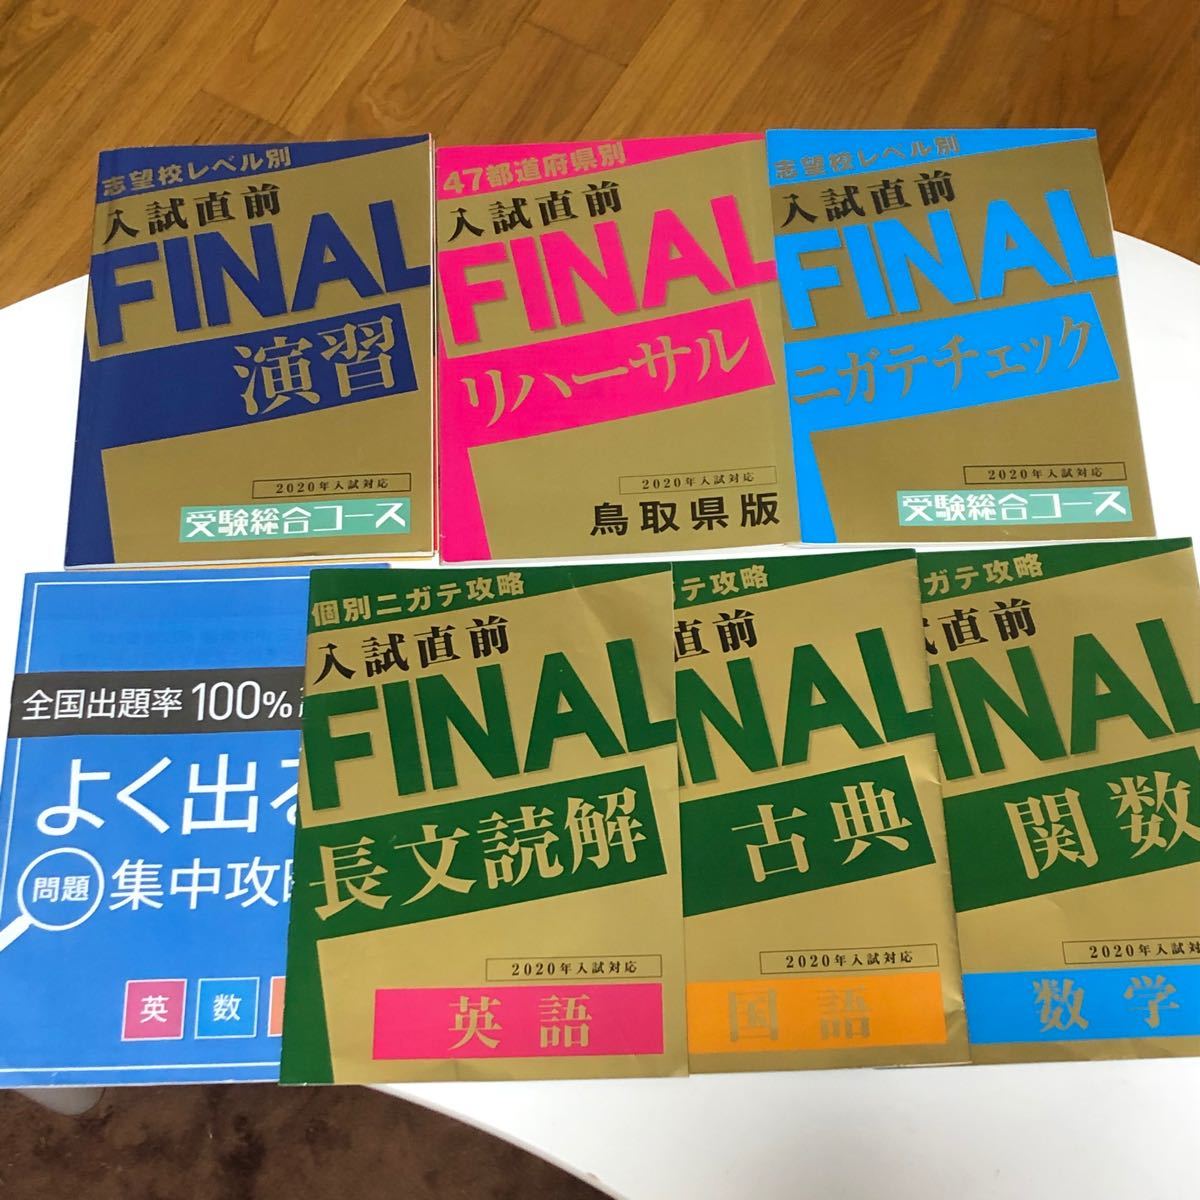 志望校レベル別
入試直前
FINAL
演習
2020年入試対応
受験総合コース
47都道府県別
入試直前
FINAL
リハーサル
2020年入試対応
鳥取県版
志望校レベル別
入試直前
FINAL
ニガテチェック
2020年入試対応
受験総合コース
全国出題率100%
よく出る
問題
集中攻略
英 数
個別ニガテ攻略
入試直前
FINAL
長文読解
2020年入試対応
英語
テ攻略
直前
NAL
古典
2020年入試対応
国語
ガテ攻略
試直前
INAL
関数
2020年入試対
数学